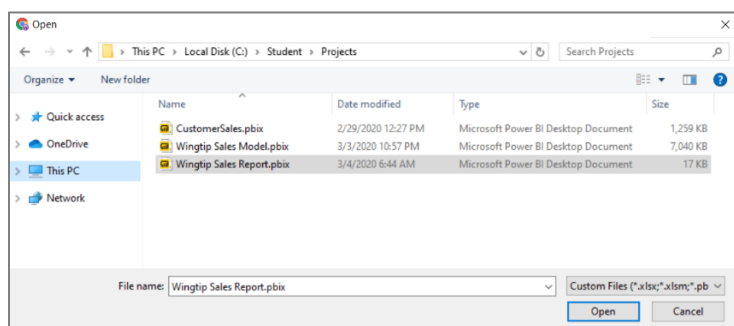 Open
This PC > Local Disk (C:) > Student > Projects
Search Projects
Organize
New folder
Name
Date modified
Type
Size
Quick access
OneDrive
This PC
Network
CustomerSales.pbix 2/29/2020 12:27 PM Microsoft Power BI Desktop Document 1,259 KB
Wingtip Sales Model.pbix 3/3/2020 10:57 PM Microsoft Power BI Desktop Document 7,040 KB
Wingtip Sales Report.pbix 3/4/2020 6:44 AM Microsoft Power BI Desktop Document 17 KB
File name: Wingtip Sales Report.pbix
Custom Files (*.xlsx;*.xlsm;*.pb
Open
Cancel